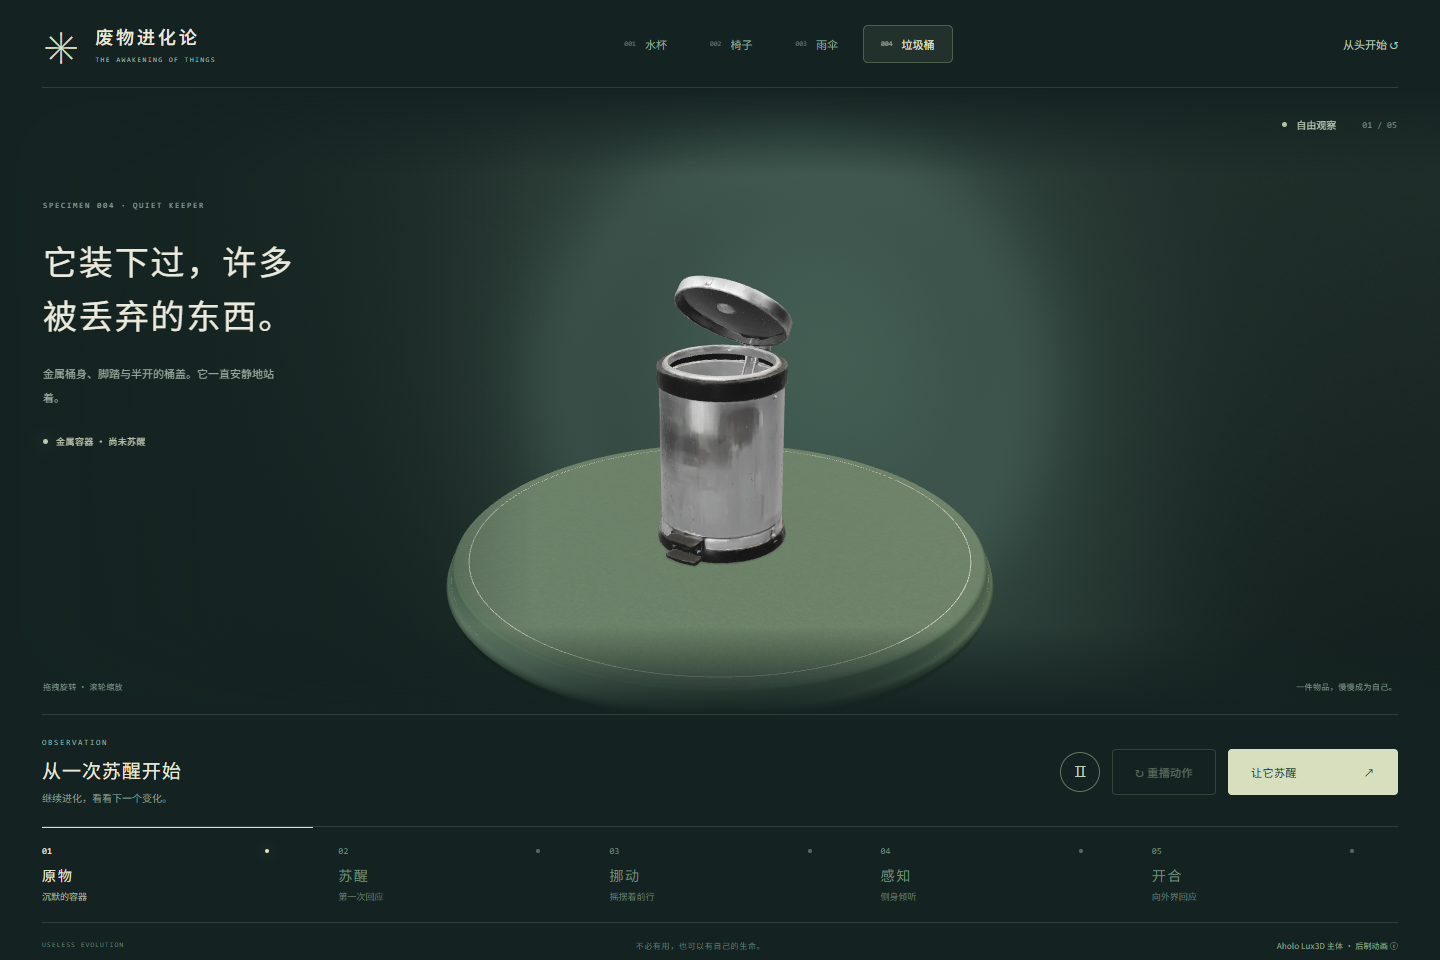 废物进化论
THE AWAKENING OF THINGS
001 水杯
002 椅子
003 雨伞
004 垃圾桶
从头开始 ↺
自由观察 01 / 05
SPECIMEN 004 · QUIET KEEPER
它装下过，许多
被丢弃的东西。
金属桶身、脚踏与半开的桶盖。它一直安静地站
着。
金属容器 · 尚未苏醒
拖拽旋转 · 滚轮缩放
一件物品，慢慢成为自己。
OBSERVATION
从一次苏醒开始
继续进化，看看下一个变化。
↻ 重播动作
让它苏醒 ↗
01
原物
沉默的容器
02
苏醒
第一次回应
03
挪动
摇摆着前行
04
感知
侧身倾听
05
开合
向外界回应
USELESS EVOLUTION
不必有用，也可以有自己的生命。
Aholo Lux3D 主体 · 后制动画 ⓘ